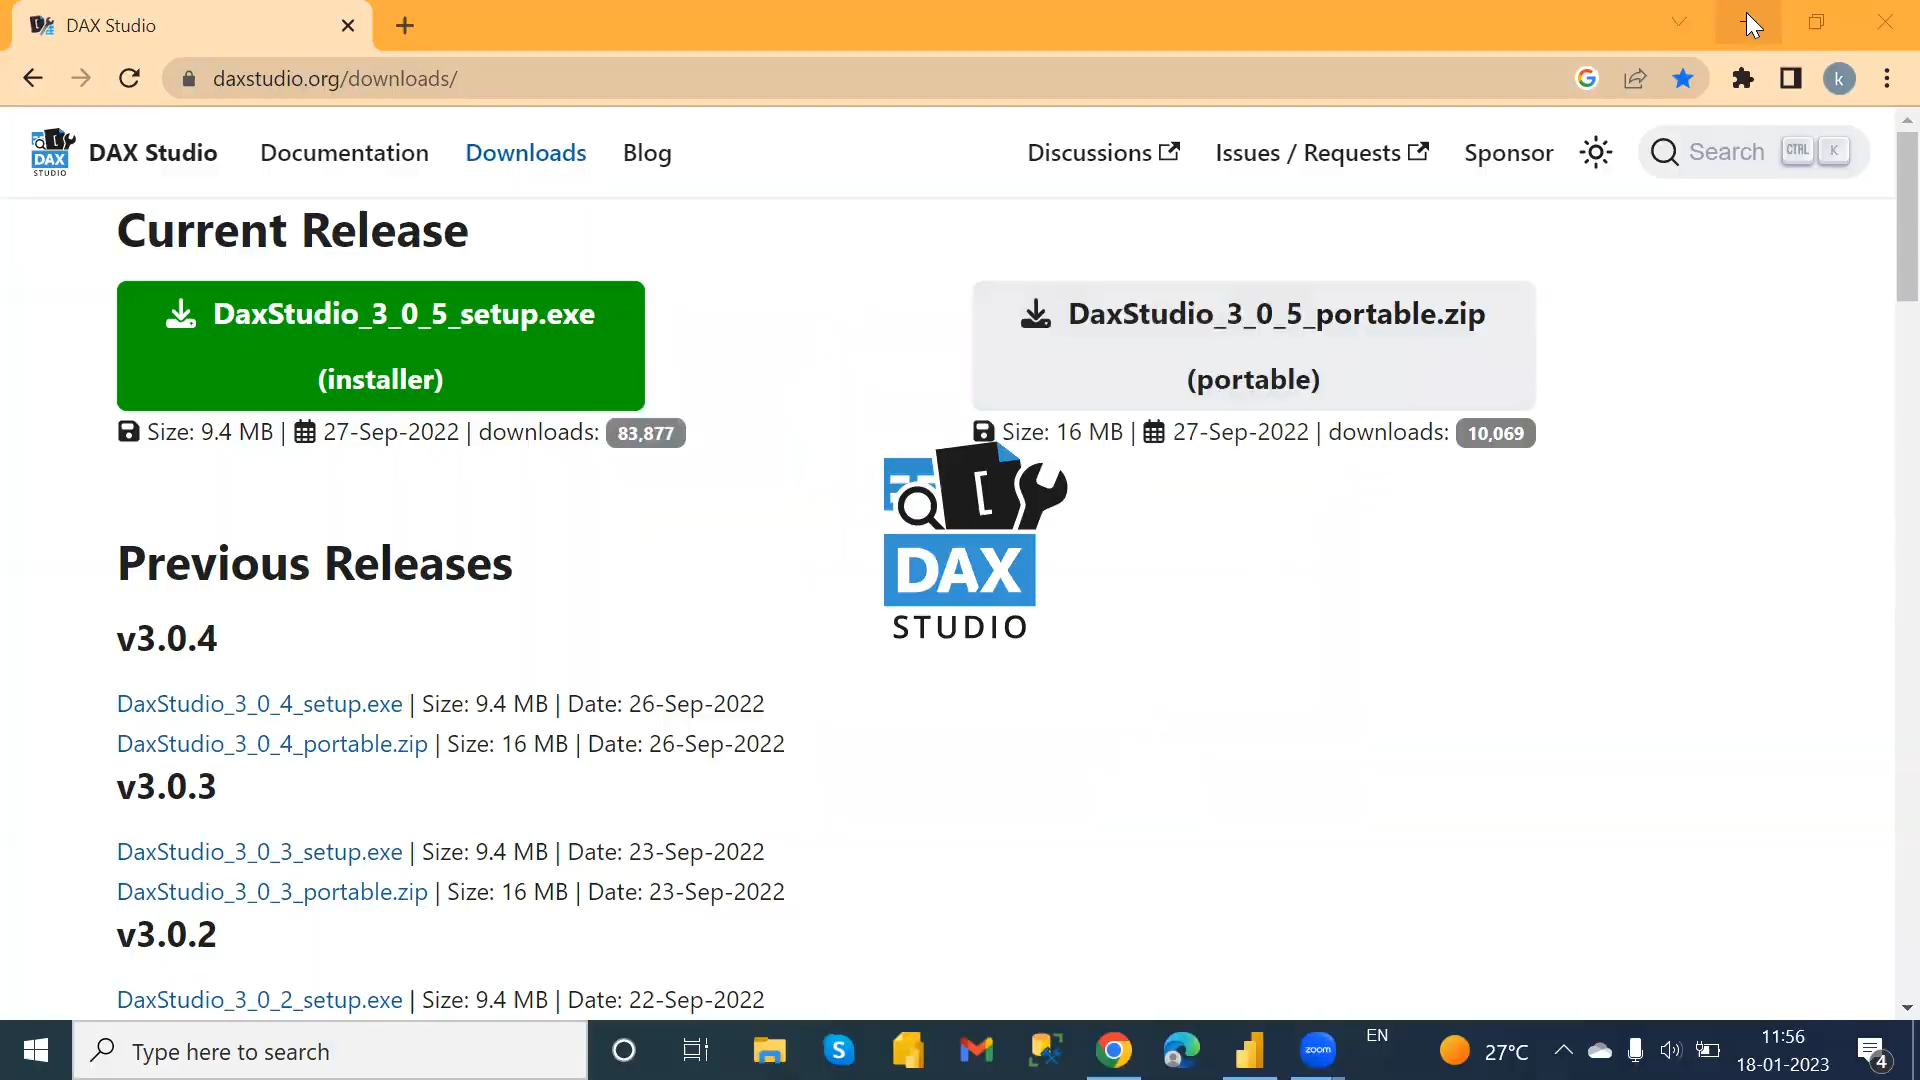 DAX Studio
daxstudio.org/downloads/
k
DAX STUDIO
DAX Studio Documentation Downloads Blog Discussions Issues / Requests Sponsor Search CTRL K
Current Release
DaxStudio_3_0_5_setup.exe
(installer)
Size: 9.4 MB | 27-Sep-2022 | downloads: 83,877
DaxStudio_3_0_5_portable.zip
(portable)
Size: 16 MB | 27-Sep-2022 | downloads: 10,069
DAX
STUDIO
Previous Releases
v3.0.4
DaxStudio_3_0_4_setup.exe | Size: 9.4 MB | Date: 26-Sep-2022
DaxStudio_3_0_4_portable.zip | Size: 16 MB | Date: 26-Sep-2022
v3.0.3
DaxStudio_3_0_3_setup.exe | Size: 9.4 MB | Date: 23-Sep-2022
DaxStudio_3_0_3_portable.zip | Size: 16 MB | Date: 23-Sep-2022
v3.0.2
DaxStudio_3_0_2_setup.exe | Size: 9.4 MB | Date: 22-Sep-2022
Type here to search
zoom
EN
27°C
11:56
18-01-2023
4